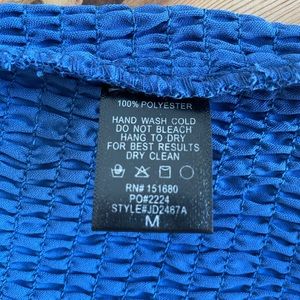 100% POLYESTER
HAND WASH COLD
DO NOT BLEACH
HANG TO DRY
FOR BEST RESULTS
DRY CLEAN
RN# 151680
PO#2224
STYLE#JD2467A
M